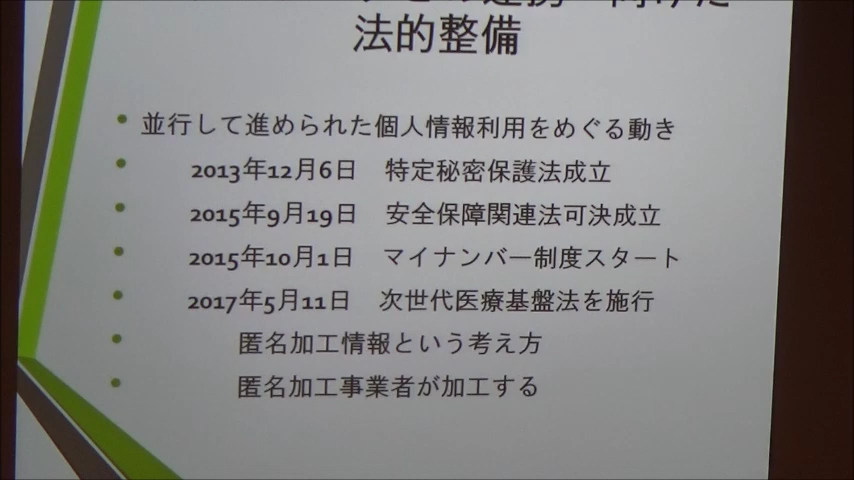 法的整備
• 並行して進められた個人情報利用をめぐる動き
• 2013年12月6日 特定秘密保護法成立
• 2015年9月19日 安全保障関連法可決成立
• 2015年10月1日 マイナンバー制度スタート
• 2017年5月11日 次世代医療基盤法を施行
• 匿名加工情報という考え方
• 匿名加工事業者が加工する